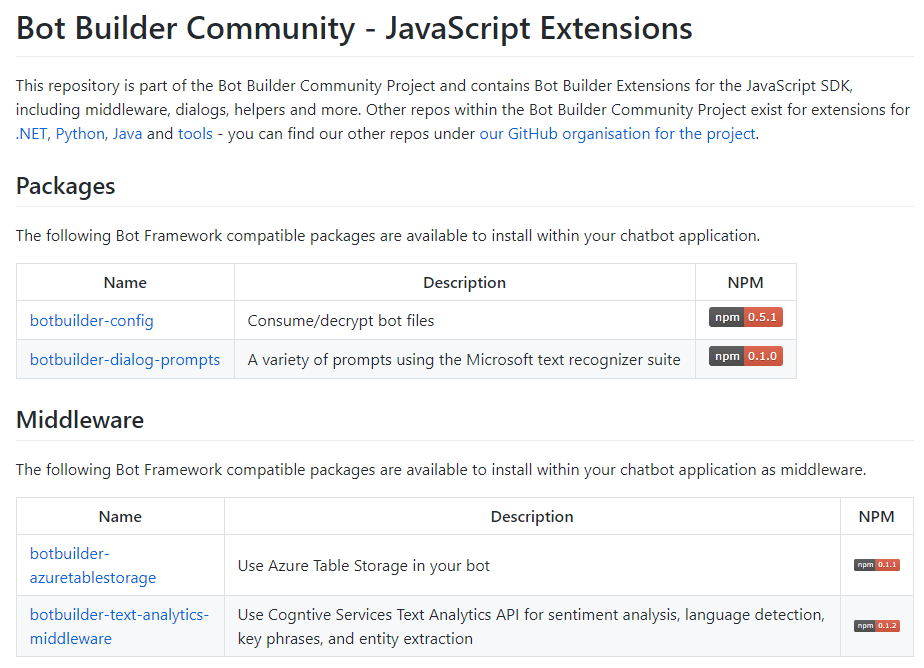 Bot Builder Community - JavaScript Extensions
This repository is part of the Bot Builder Community Project and contains Bot Builder Extensions for the JavaScript SDK,
including middleware, dialogs, helpers and more. Other repos within the Bot Builder Community Project exist for extensions for
.NET, Python, Java and tools - you can find our other repos under our GitHub organisation for the project.
Packages
The following Bot Framework compatible packages are available to install within your chatbot application.
Name Description NPM
botbuilder-config Consume/decrypt bot files npm 0.5.1
botbuilder-dialog-prompts A variety of prompts using the Microsoft text recognizer suite npm 0.1.0
Middleware
The following Bot Framework compatible packages are available to install within your chatbot application as middleware.
Name Description NPM
botbuilder-
azuretablestorage Use Azure Table Storage in your bot npm 0.1.1
botbuilder-text-analytics- Use Cogntive Services Text Analytics API for sentiment analysis, language detection,
middleware key phrases, and entity extraction npm 0.1.2